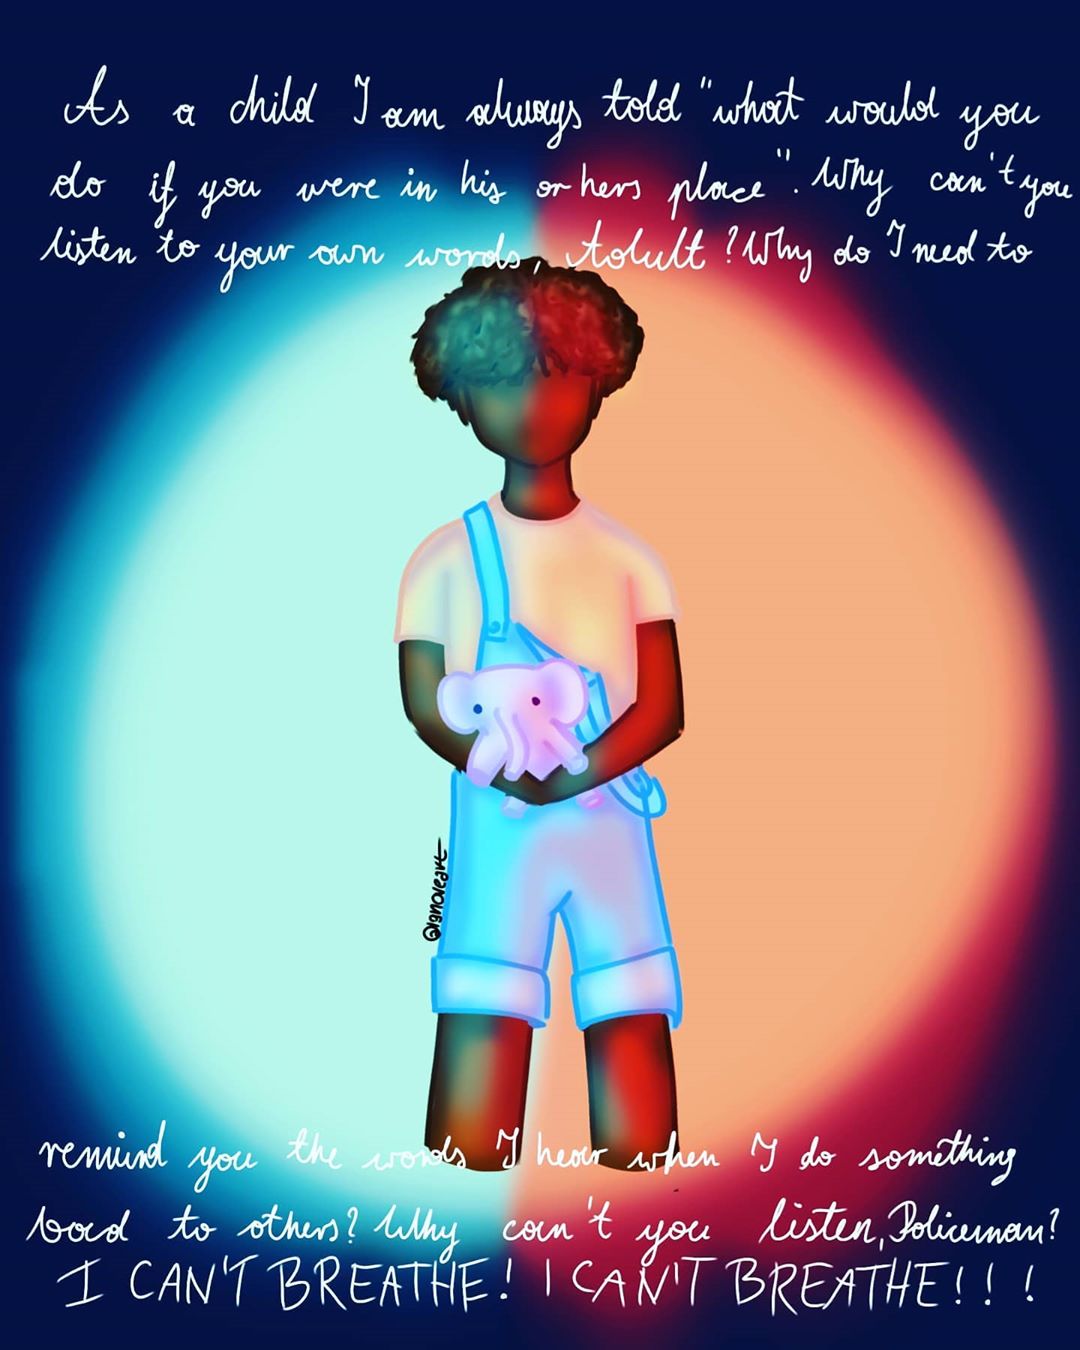 As a child I am always told "what would you
do if you were in his or hers place". Why can't you
listen to your own words, Adult? Why do I need to
@ignoveart
remind you the words I hear when I do something
bad to others? Why can't you listen, Policeman?
I CAN'T BREATHE! I CAN'T BREATHE!!!